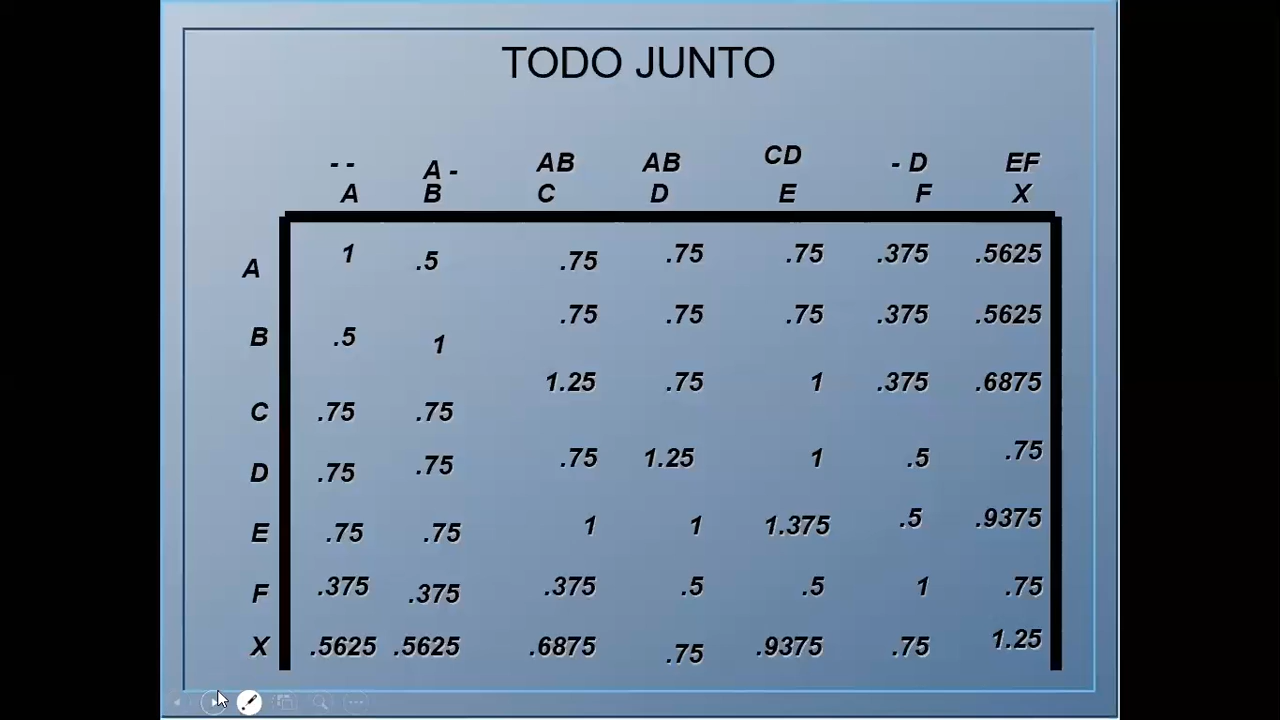 TODO JUNTO
- - A - AB AB CD - D EF
A B C D E F X
A 1 .5 .75 .75 .75 .375 .5625
B .5 1 .75 .75 .75 .375 .5625
C .75 .75 1.25 .75 1 .375 .6875
D .75 .75 .75 1.25 1 .5 .75
E .75 .75 1 1 1.375 .5 .9375
F .375 .375 .375 .5 .5 1 .75
X .5625 .5625 .6875 .75 .9375 .75 1.25